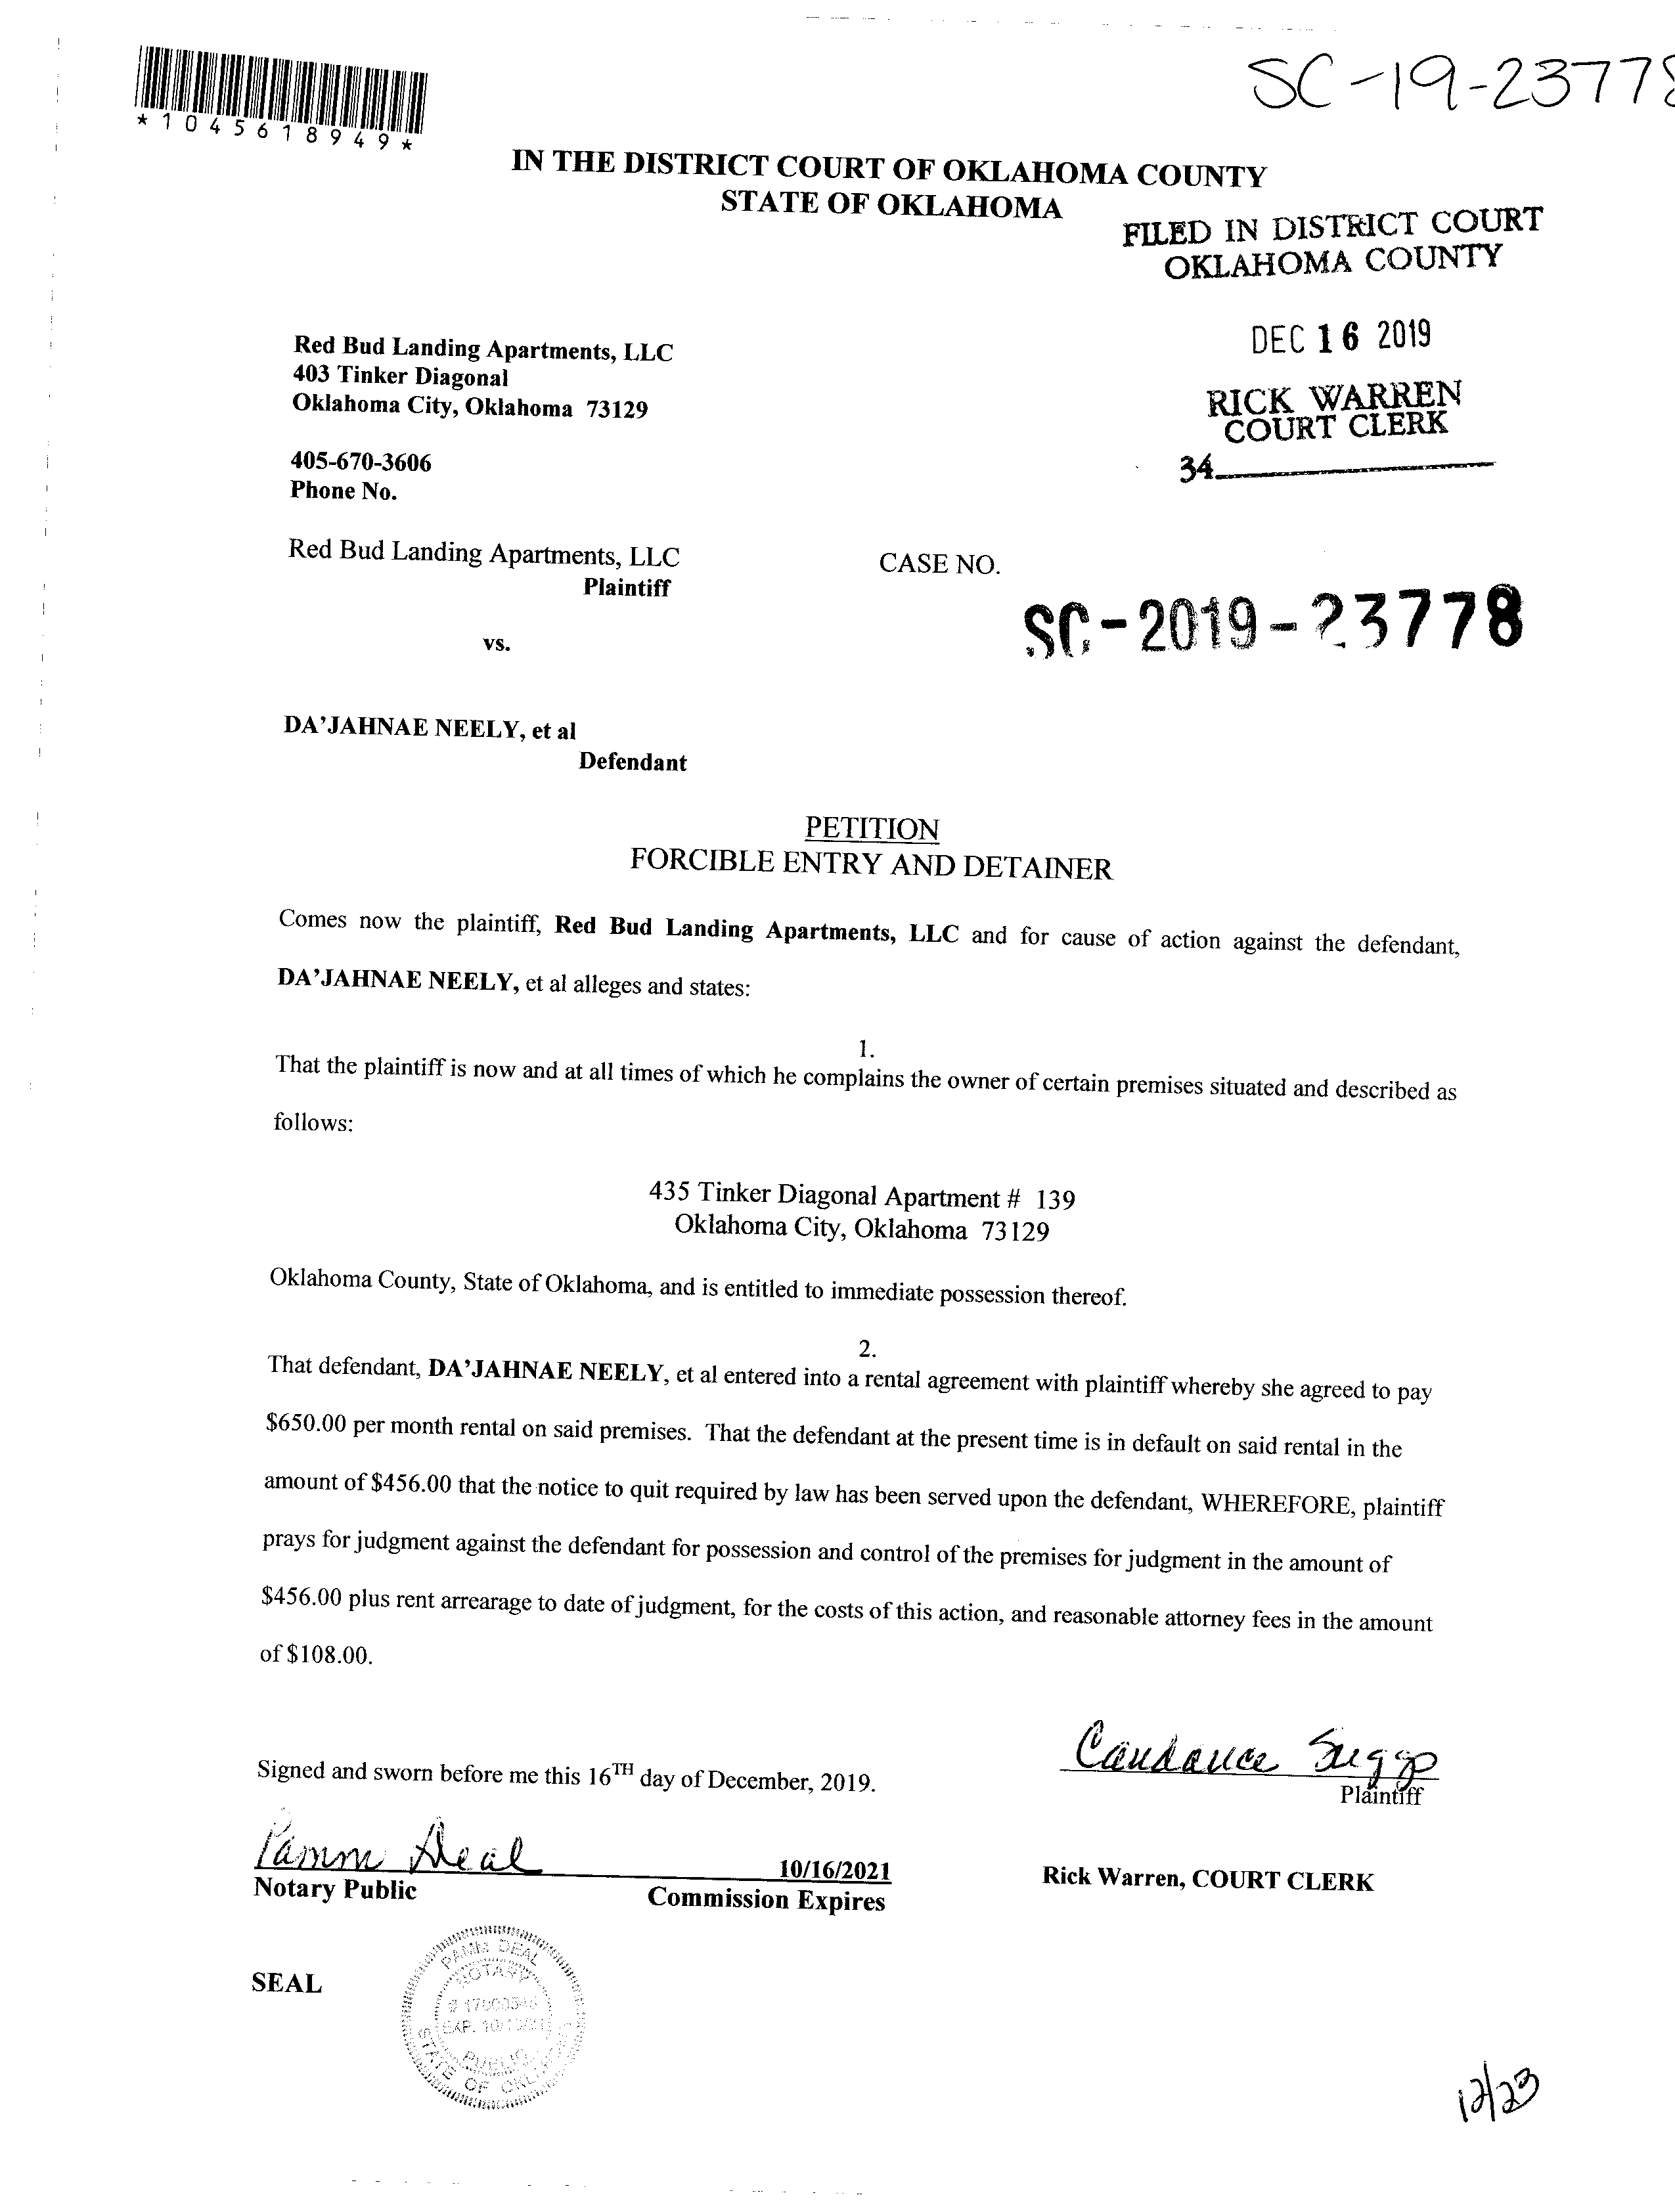 SC-19-23778
*1045618949*
IN THE DISTRICT COURT OF OKLAHOMA COUNTY
STATE OF OKLAHOMA
FILED IN DISTRICT COURT
OKLAHOMA COUNTY
DEC 16 2019
RICK WARREN
COURT CLERK
34
Red Bud Landing Apartments, LLC
403 Tinker Diagonal
Oklahoma City, Oklahoma 73129
405-670-3606
Phone No.
Red Bud Landing Apartments, LLC
Plaintiff
CASE NO.
SC-2019-23778
vs.
DA'JAHNAE NEELY, et al
Defendant
PETITION
FORCIBLE ENTRY AND DETAINER
Comes now the plaintiff, Red Bud Landing Apartments, LLC and for cause of action against the defendant,
DA'JAHNAE NEELY, et al alleges and states:
1.
That the plaintiff is now and at all times of which he complains the owner of certain premises situated and described as
follows:
435 Tinker Diagonal Apartment # 139
Oklahoma City, Oklahoma 73129
Oklahoma County, State of Oklahoma, and is entitled to immediate possession thereof.
2.
That defendant, DA'JAHNAE NEELY, et al entered into a rental agreement with plaintiff whereby she agreed to pay
$650.00 per month rental on said premises. That the defendant at the present time is in default on said rental in the
amount of $456.00 that the notice to quit required by law has been served upon the defendant, WHEREFORE, plaintiff
prays for judgment against the defendant for possession and control of the premises for judgment in the amount of
$456.00 plus rent arrearage to date of judgment, for the costs of this action, and reasonable attorney fees in the amount
of $108.00.
Candance Suggs
Plaintiff
Signed and sworn before me this 16TH day of December, 2019.
Pamm Deal
10/16/2021
Notary Public
Commission Expires
Rick Warren, COURT CLERK
SEAL
PAMM DEAL
NOTARY
EXP.
PUBLIC
STATE OF
12/23